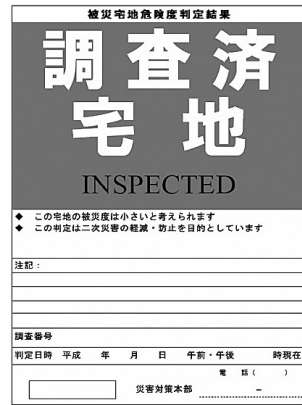 被災宅地危険度判定結果
調査済
宅地
INSPECTED
◆ この宅地の被災度は小さいと考えられます
◆ この判定は二次災害の軽減・防止を目的としています
注記：
調査番号
判定日時 平成 年 月 日 午前・午後 時現在
電 話（ ）
災害対策本部 −